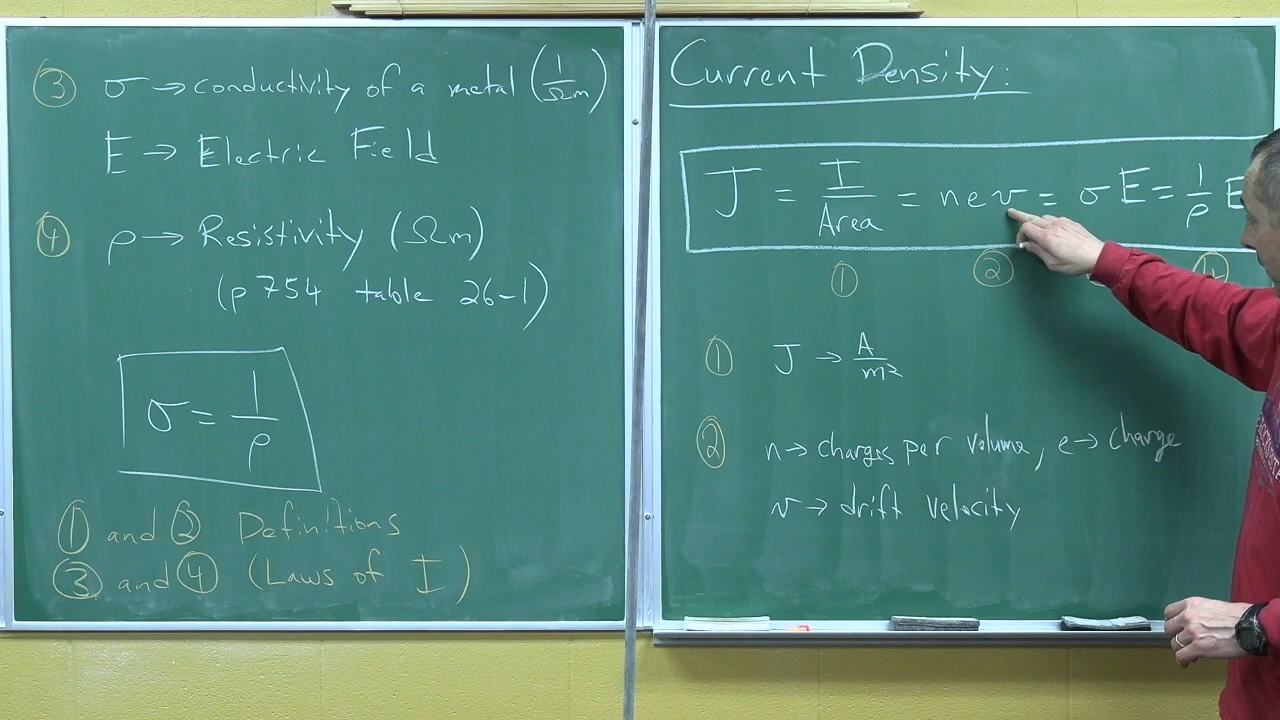 ③ σ → conductivity of a metal (1/Ωm)
E → Electric Field
④ ρ → Resistivity (Ωm)
(p 754 table 26-1)
σ = 1/ρ
① and ② Definitions
③ and ④ (Laws of I)
Current Density:
J = I/Area = nev = σE = 1/ρ E
① ② ④
① J → A/m²
② n → charges per volume, e → charge
v → drift velocity